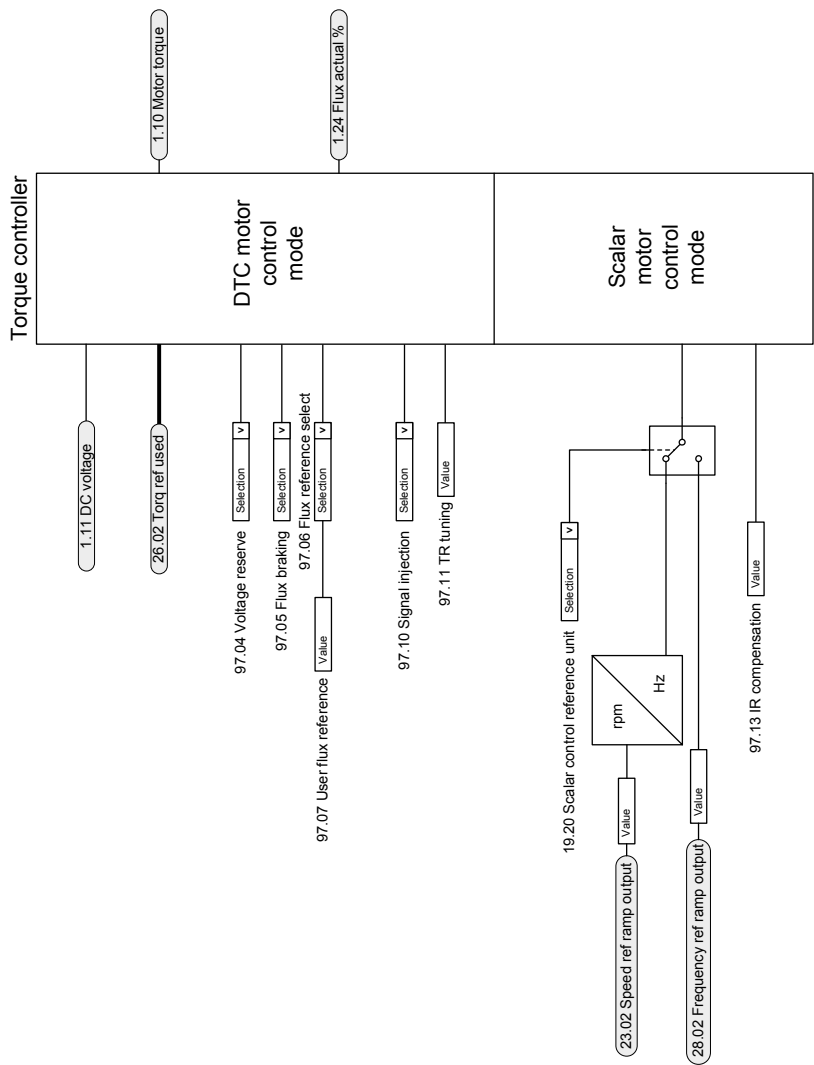 Torque controller
1.11 DC voltage
26.02 Torq ref used
97.04 Voltage reserve
Selection
v
97.05 Flux braking
Selection
v
97.06 Flux reference select
97.07 User flux reference
Value
Selection
v
97.10 Signal injection
Selection
v
97.11 TR tuning
Value
DTC motor
control
mode
1.10 Motor torque
1.24 Flux actual %
19.20 Scalar control reference unit
Selection
v
23.02 Speed ref ramp output
Value
rpm
Hz
28.02 Frequency ref ramp output
Value
97.13 IR compensation
Value
Scalar
motor
control
mode